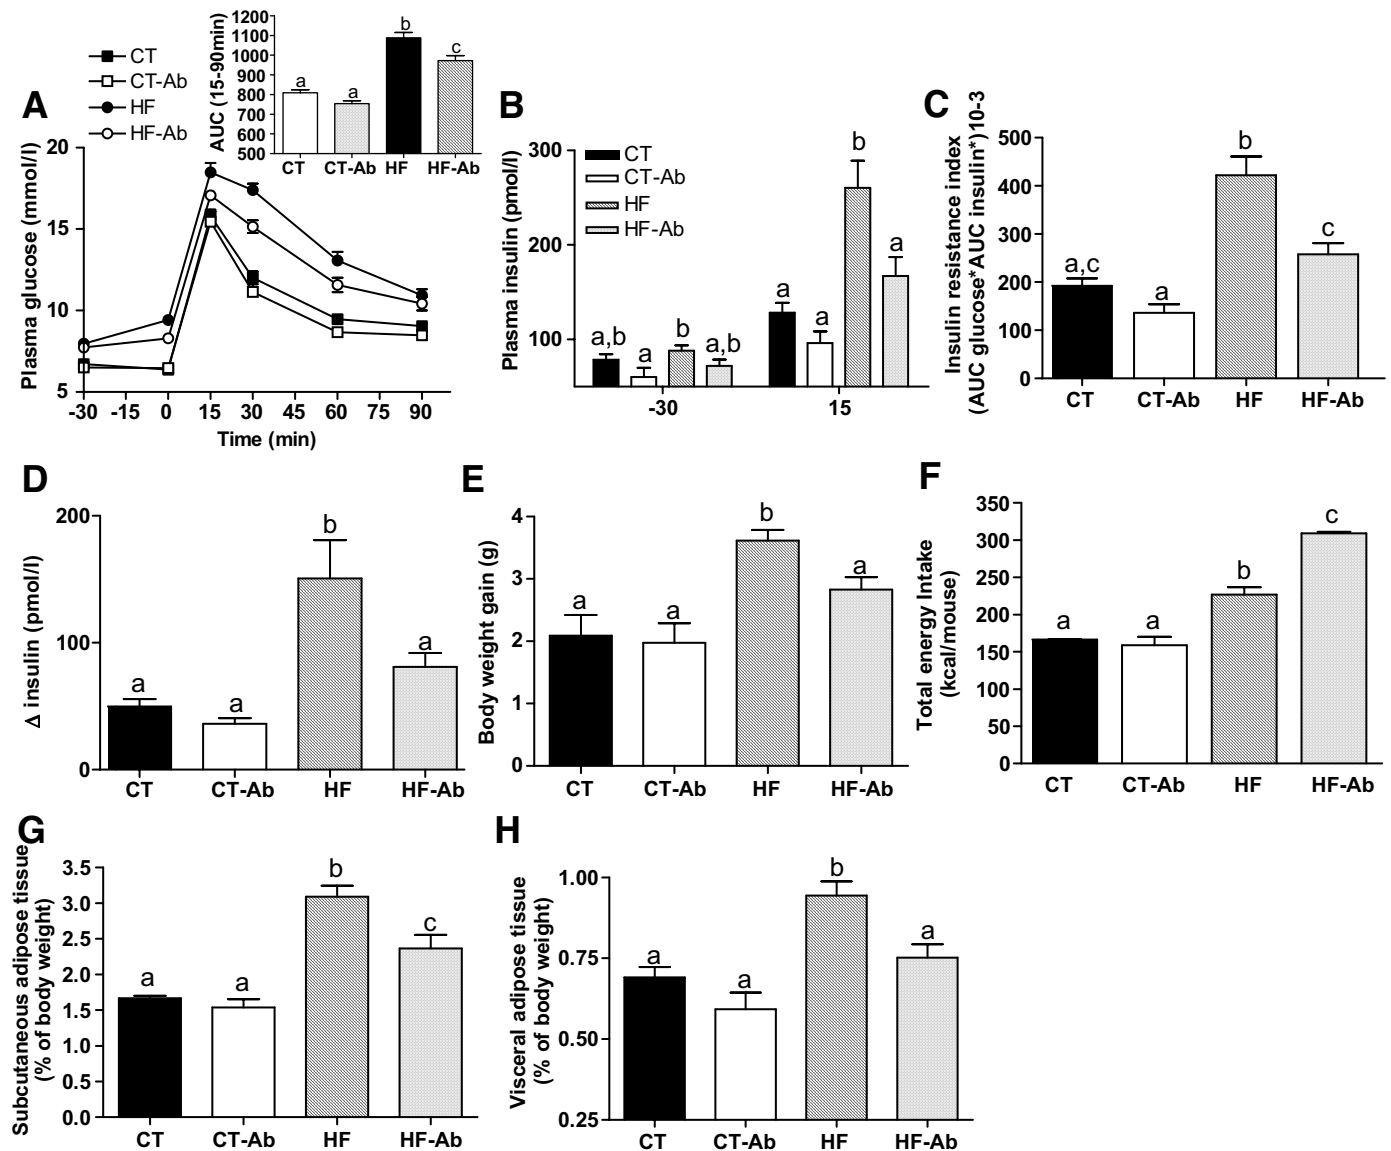 A
CT
CT-Ab
HF
HF-Ab
AUC (15-90min)
1200
1100
1000
900
800
700
600
500
a
a
b
c
CT
CT-Ab
HF
HF-Ab
Plasma glucose (mmol/l)
20
15
10
5
-30
-15
0
15
30
45
60
75
90
Time (min)
B
Plasma insulin (pmol/l)
300
200
100
CT
CT-Ab
HF
HF-Ab
a,b
a
b
a,b
a
a
b
a
-30
15
C
Insulin resistance index
(AUC glucose*AUC insulin*)10-3
500
400
300
200
100
0
a,c
a
b
c
CT
CT-Ab
HF
HF-Ab
D
Δ insulin (pmol/l)
200
100
0
a
a
b
a
CT
CT-Ab
HF
HF-Ab
E
Body weight gain (g)
4
3
2
1
0
a
a
b
a
CT
CT-Ab
HF
HF-Ab
F
Total energy Intake
(kcal/mouse)
350
300
250
200
150
100
50
0
a
a
b
c
CT
CT-Ab
HF
HF-Ab
G
Subcutaneous adipose tissue
(% of body weight)
3.5
3.0
2.5
2.0
1.5
1.0
0.5
0.0
a
a
b
c
CT
CT-Ab
HF
HF-Ab
H
Visceral adipose tissue
(% of body weight)
1.00
0.75
0.50
0.25
a
a
b
a
CT
CT-Ab
HF
HF-Ab